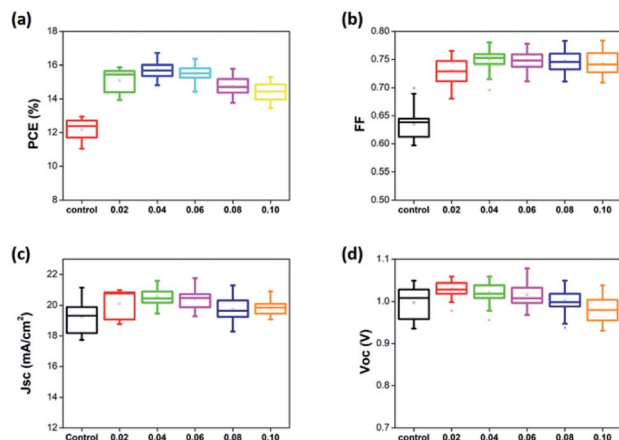 (a)
18
16
14
12
10
8
PCE (%)
control 0.02 0.04 0.06 0.08 0.10
(b)
0.80
0.75
0.70
0.65
0.60
0.55
0.50
FF
control 0.02 0.04 0.06 0.08 0.10
(c)
22
20
18
16
14
12
Jsc (mA/cm²)
Control 0.02 0.04 0.06 0.08 0.10
(d)
1.1
1.0
0.9
0.8
0.7
Voc (V)
control 0.02 0.04 0.06 0.08 0.10